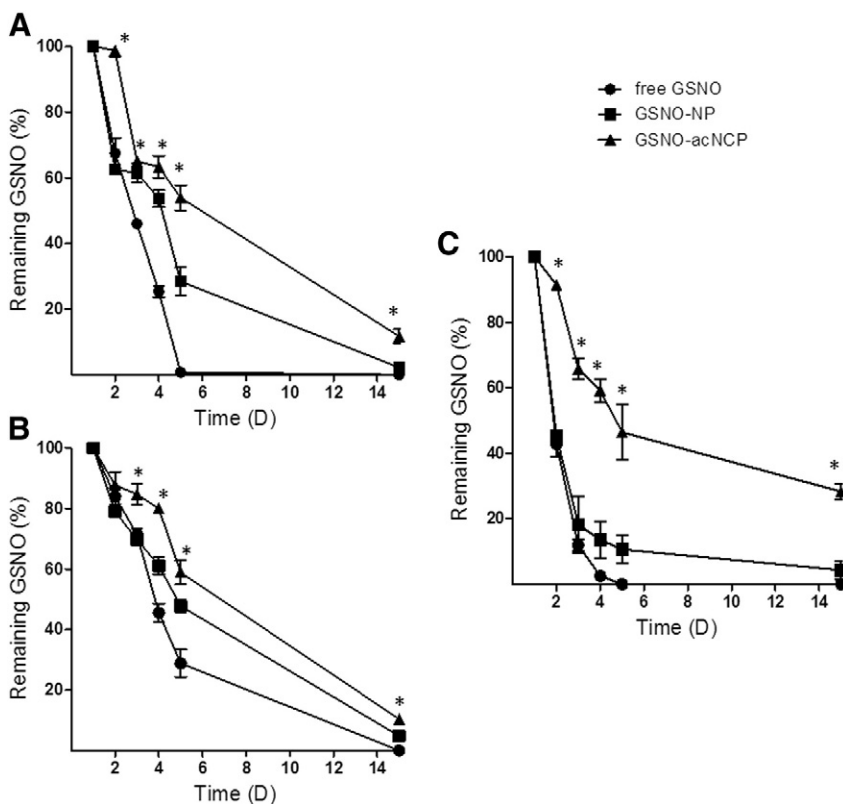 A
Remaining GSNO (%)
100
80
60
40
20
* * * * *
2 4 6 8 10 12 14
Time (D)
free GSNO
GSNO-NP
GSNO-acNCP
B
Remaining GSNO (%)
100
80
60
40
20
* * * *
2 4 6 8 10 12 14
Time (D)
C
Remaining GSNO (%)
100
80
60
40
20
* * * * *
2 4 6 8 10 12 14
Time (D)